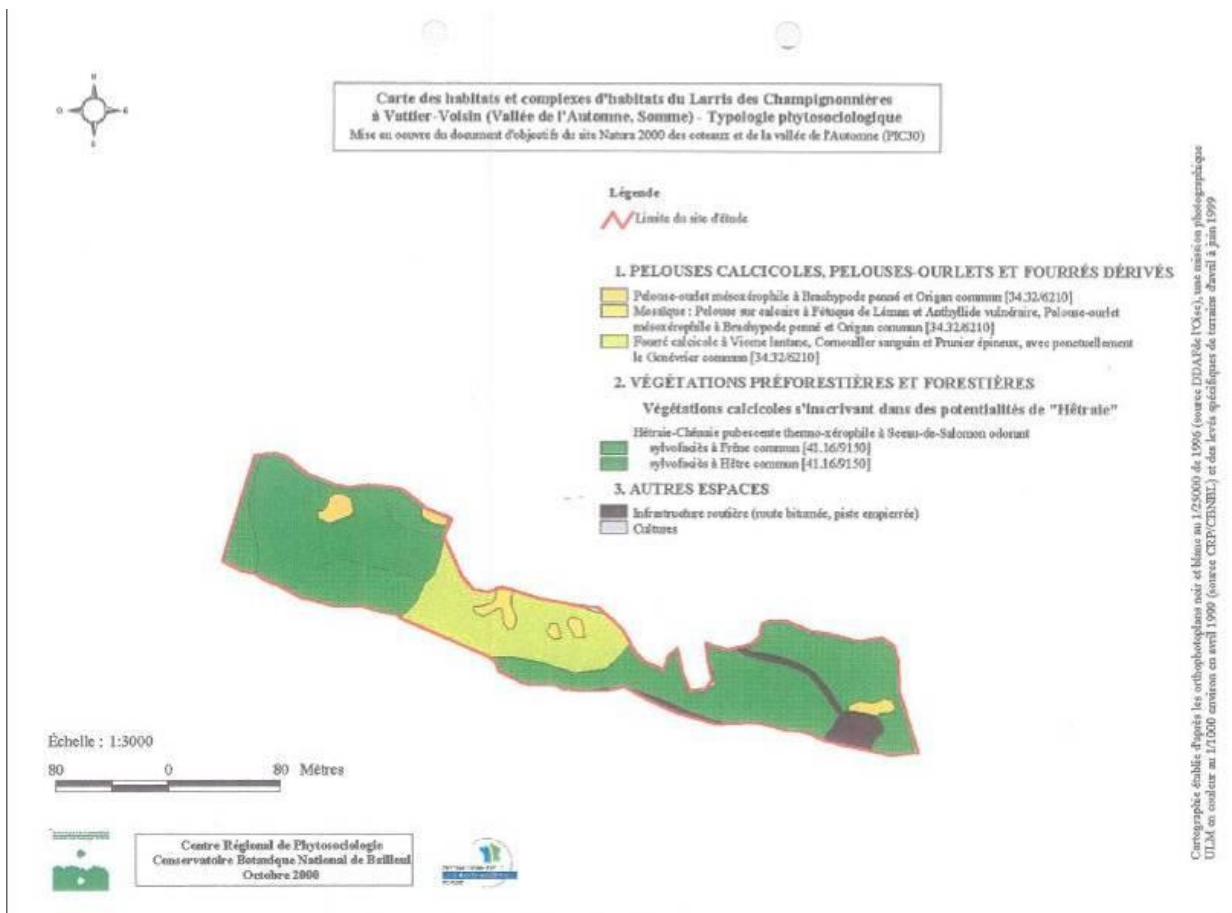 N
O
E
S
Carte des habitats et complexes d'habitats du Larris des Champignonnières
à Vattier-Voisin (Vallée de l'Automne, Somme) - Typologie phytosociologique
Mise en oeuvre du document d'objectifs du site Natura 2000 des coteaux et de la vallée de l'Automne (PIC30)
Légende
Limite du site d'étude
1. PELOUSES CALCICOLES, PELOUSES-OURLETS ET FOURRÉS DÉRIVÉS
Pelouse-ourlet mésoxérophile à Brachypode penné et Origan commun [34.32/6210]
Mosaïque : Pelouse sur calcaire à Fétuque de Léman et Anthyllide vulnéraire, Pelouse-ourlet
mésoxérophile à Brachypode penné et Origan commun [34.32/6210]
Fourré calcicole à Viorne lantane, Cornouiller sanguin et Prunier épineux, avec ponctuellement
le Genévrier commun [34.32/6210]
2. VÉGÉTATIONS PRÉFORESTIÈRES ET FORESTIÈRES
Végétations calcicoles s'inscrivant dans des potentialités de "Hêtraie"
Hêtraie-Chênaie pubescente thermo-xérophile à Sceau-de-Salomon odorant
sylvofaciès à Frêne commun [41.16/9150]
sylvofaciès à Hêtre commun [41.16/9150]
3. AUTRES ESPACES
Infrastructure routière (route bitumée, piste empierrée)
Cultures
Échelle : 1:3000
80 0 80 Mètres
Centre Régional de Phytosociologie
Conservatoire Botanique National de Bailleul
Octobre 2000
Cartographie établie d'après les orthophotoplans noir et blanc au 1/25000 de 1996 (source DDAF de l'Oise), une mission photographique
ULM en couleur au 1/1000 environ en avril 1999 (source CRP/CBNBL) et des levés spécifiques de terrains d'avril à juin 1999